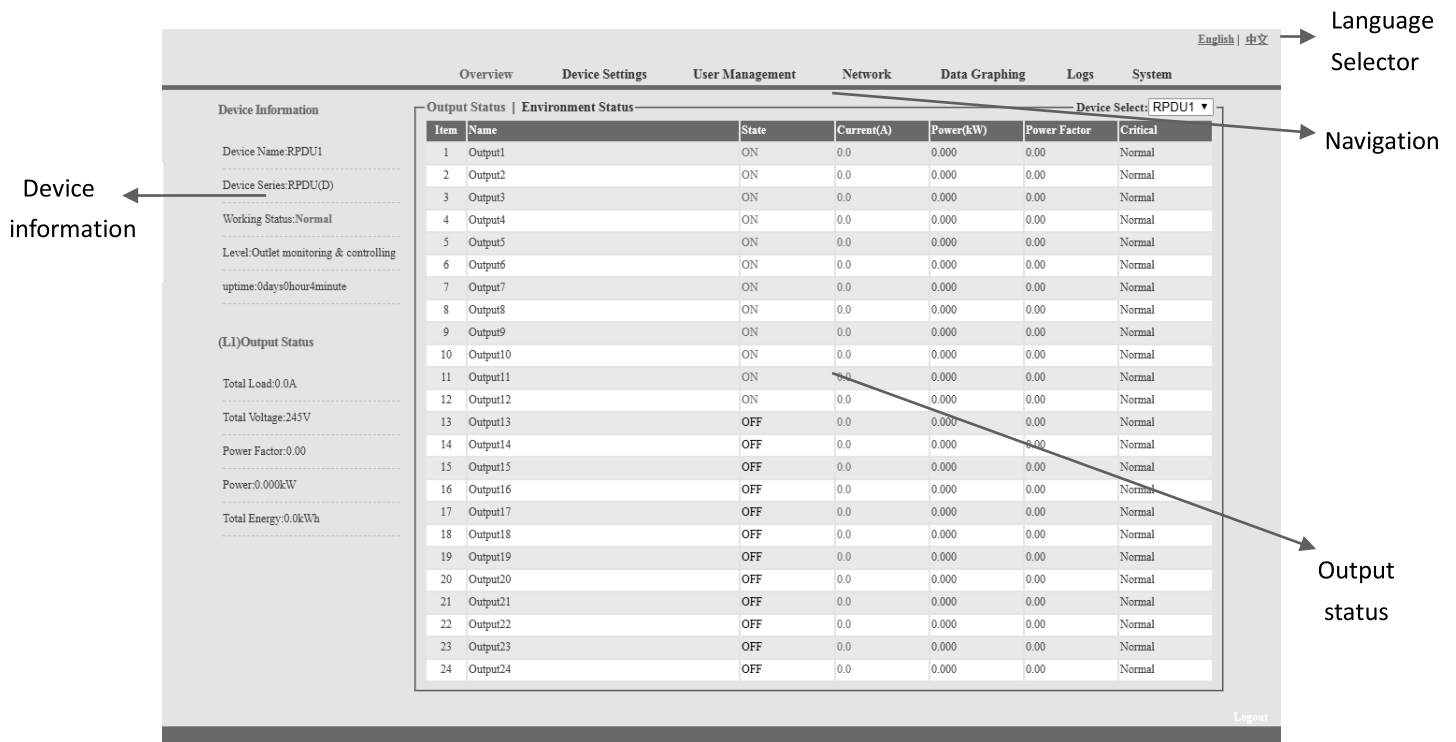 Language
Selector
English | 中文
Overview Device Settings User Management Network Data Graphing Logs System
Navigation
Device Information
Device Name:RPDU1
Device Series:RPDU(D)
Working Status:Normal
Level:Outlet monitoring & controlling
uptime:0days0hour4minute
Device
information
(L1)Output Status
Total Load:0.0A
Total Voltage:245V
Power Factor:0.00
Power:0.000kW
Total Energy:0.0kWh
Output Status | Environment Status Device Select: RPDU1
Item Name State Current(A) Power(kW) Power Factor Critical
1 Output1 ON 0.0 0.000 0.00 Normal
2 Output2 ON 0.0 0.000 0.00 Normal
3 Output3 ON 0.0 0.000 0.00 Normal
4 Output4 ON 0.0 0.000 0.00 Normal
5 Output5 ON 0.0 0.000 0.00 Normal
6 Output6 ON 0.0 0.000 0.00 Normal
7 Output7 ON 0.0 0.000 0.00 Normal
8 Output8 ON 0.0 0.000 0.00 Normal
9 Output9 ON 0.0 0.000 0.00 Normal
10 Output10 ON 0.0 0.000 0.00 Normal
11 Output11 ON 0.0 0.000 0.00 Normal
12 Output12 ON 0.0 0.000 0.00 Normal
13 Output13 OFF 0.0 0.000 0.00 Normal
14 Output14 OFF 0.0 0.000 0.00 Normal
15 Output15 OFF 0.0 0.000 0.00 Normal
16 Output16 OFF 0.0 0.000 0.00 Normal
17 Output17 OFF 0.0 0.000 0.00 Normal
18 Output18 OFF 0.0 0.000 0.00 Normal
19 Output19 OFF 0.0 0.000 0.00 Normal
20 Output20 OFF 0.0 0.000 0.00 Normal
21 Output21 OFF 0.0 0.000 0.00 Normal
22 Output22 OFF 0.0 0.000 0.00 Normal
23 Output23 OFF 0.0 0.000 0.00 Normal
24 Output24 OFF 0.0 0.000 0.00 Normal
Output
status
Logout